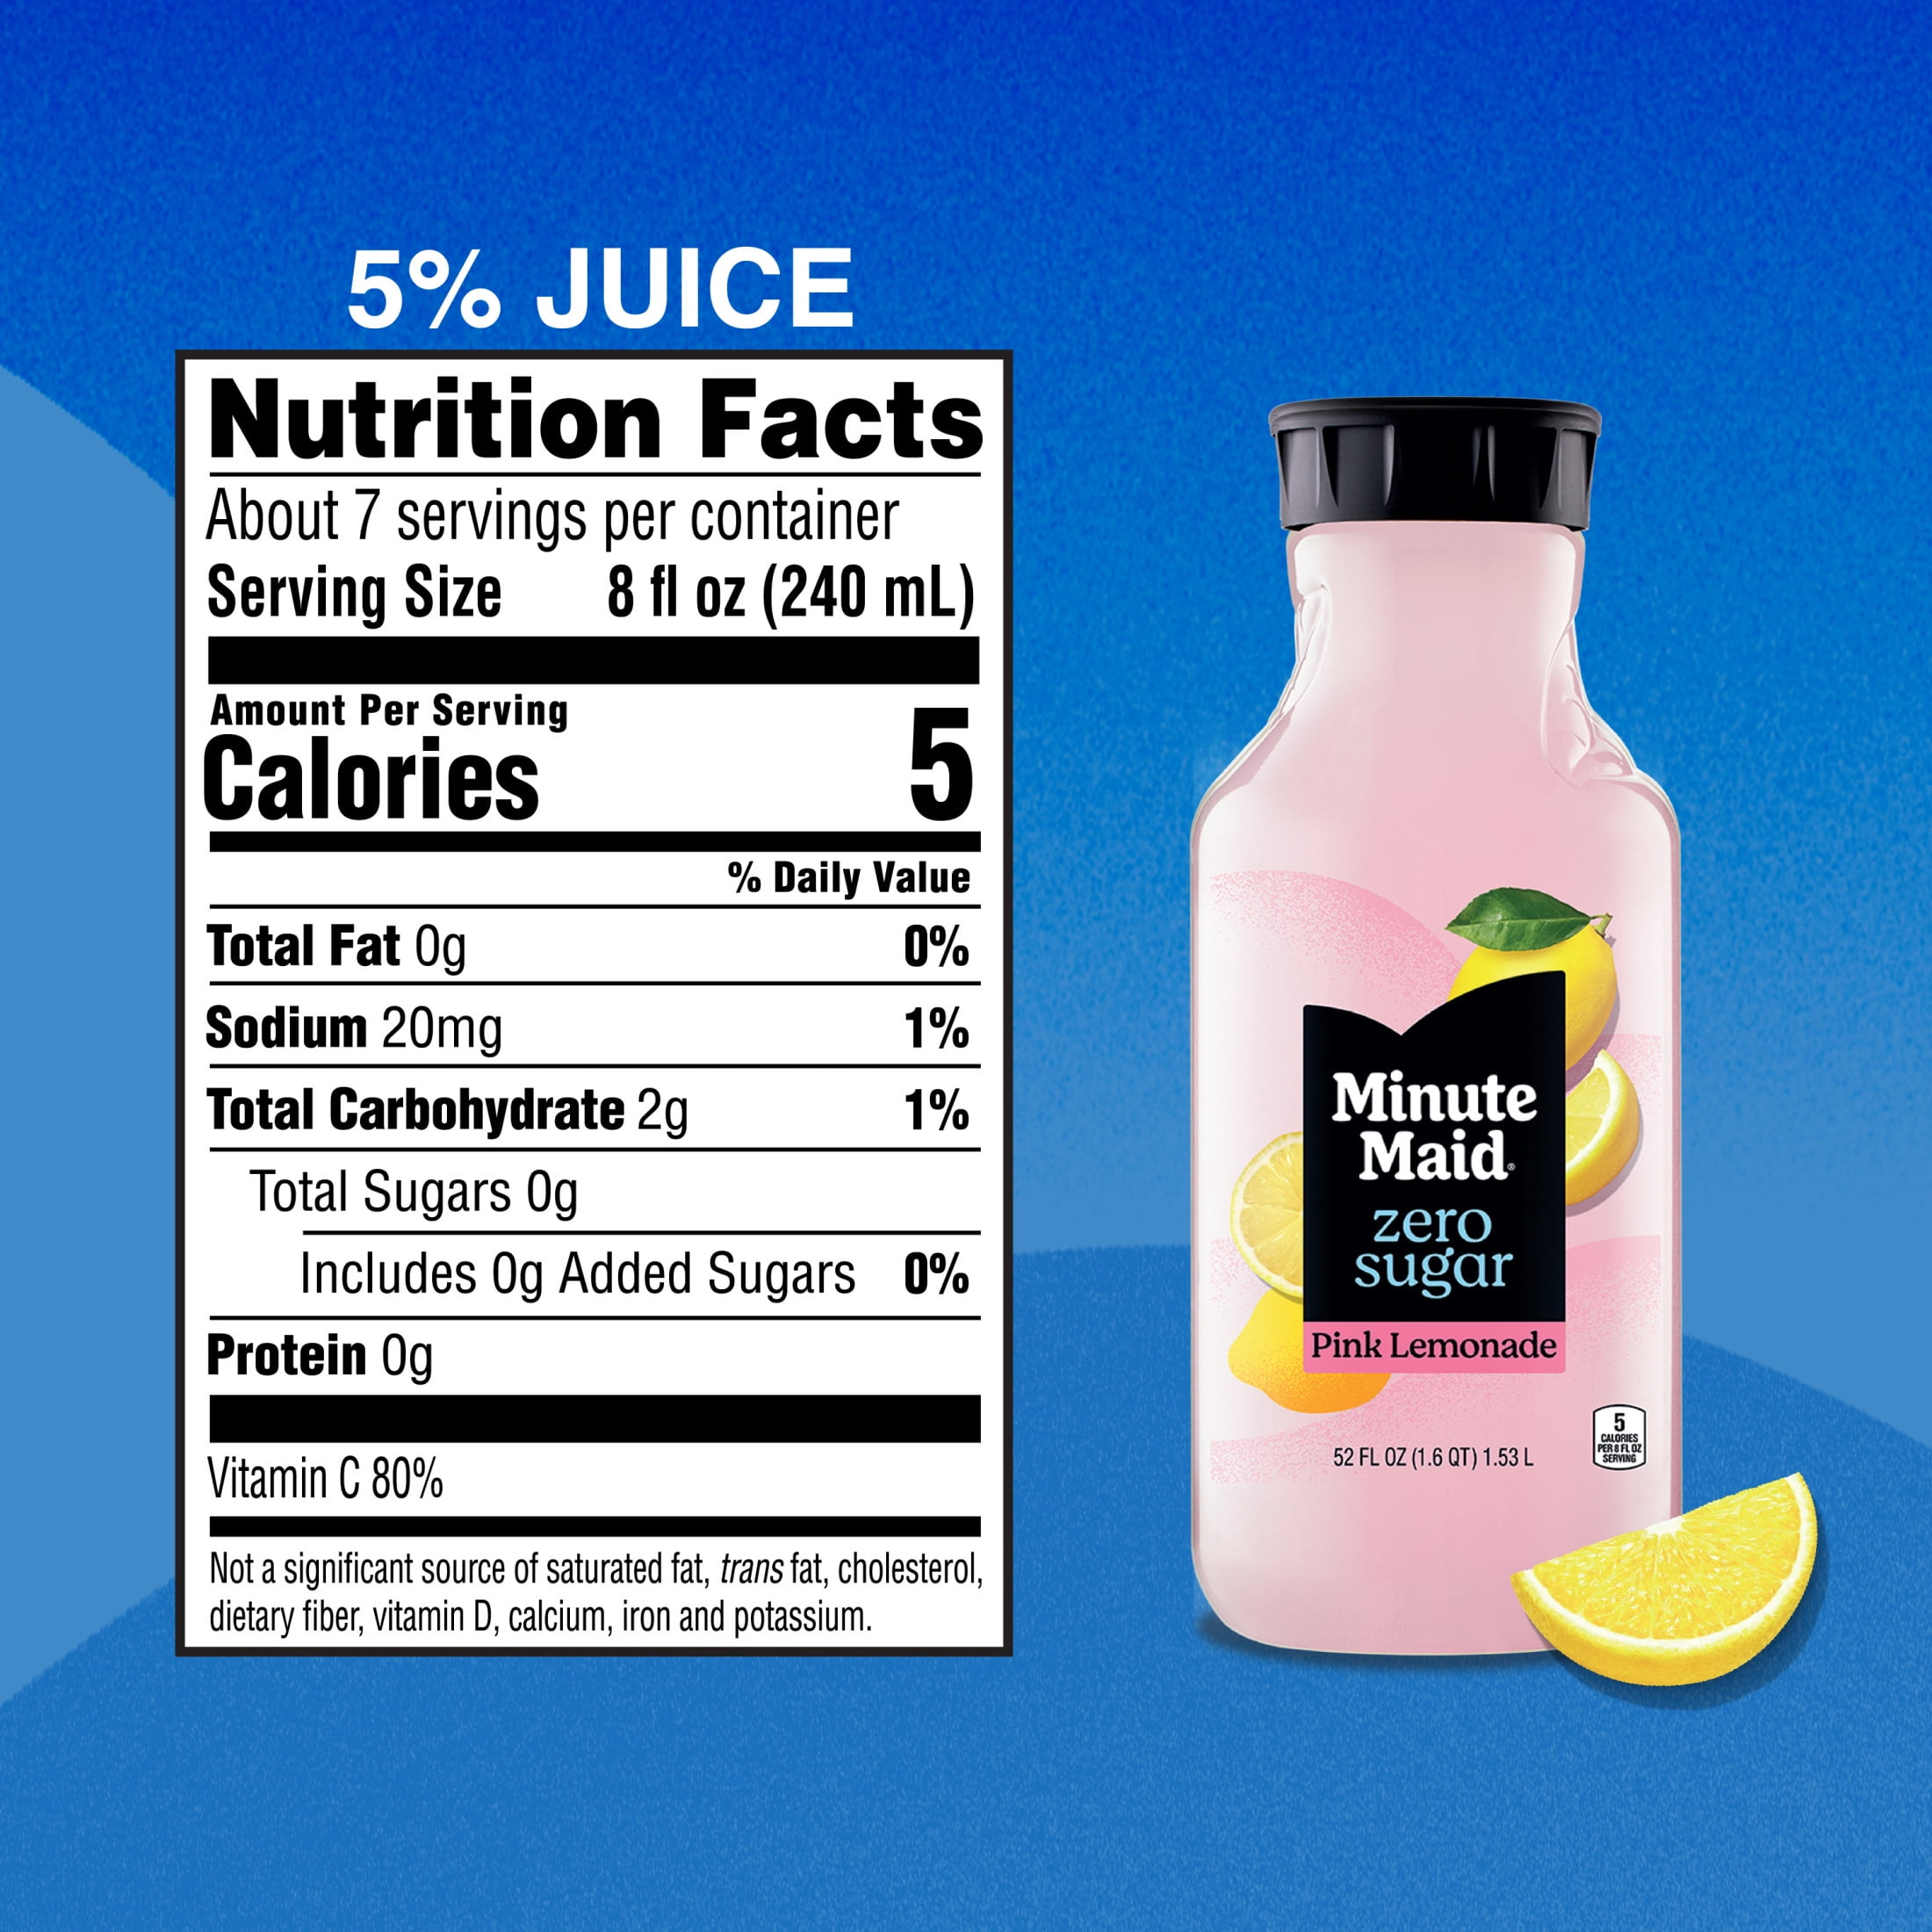 5% JUICE
Nutrition Facts
About 7 servings per container
Serving Size 8 fl oz (240 mL)
Amount Per Serving
Calories 5
% Daily Value
Total Fat 0g 0%
Sodium 20mg 1%
Total Carbohydrate 2g 1%
Total Sugars 0g
Includes 0g Added Sugars 0%
Protein 0g
Vitamin C 80%
Not a significant source of saturated fat, trans fat, cholesterol,
dietary fiber, vitamin D, calcium, iron and potassium.
Minute
Maid®
zero
sugar
Pink Lemonade
52 FL OZ (1.6 QT) 1.53 L
5
CALORIES
PER 8 FL OZ
SERVING